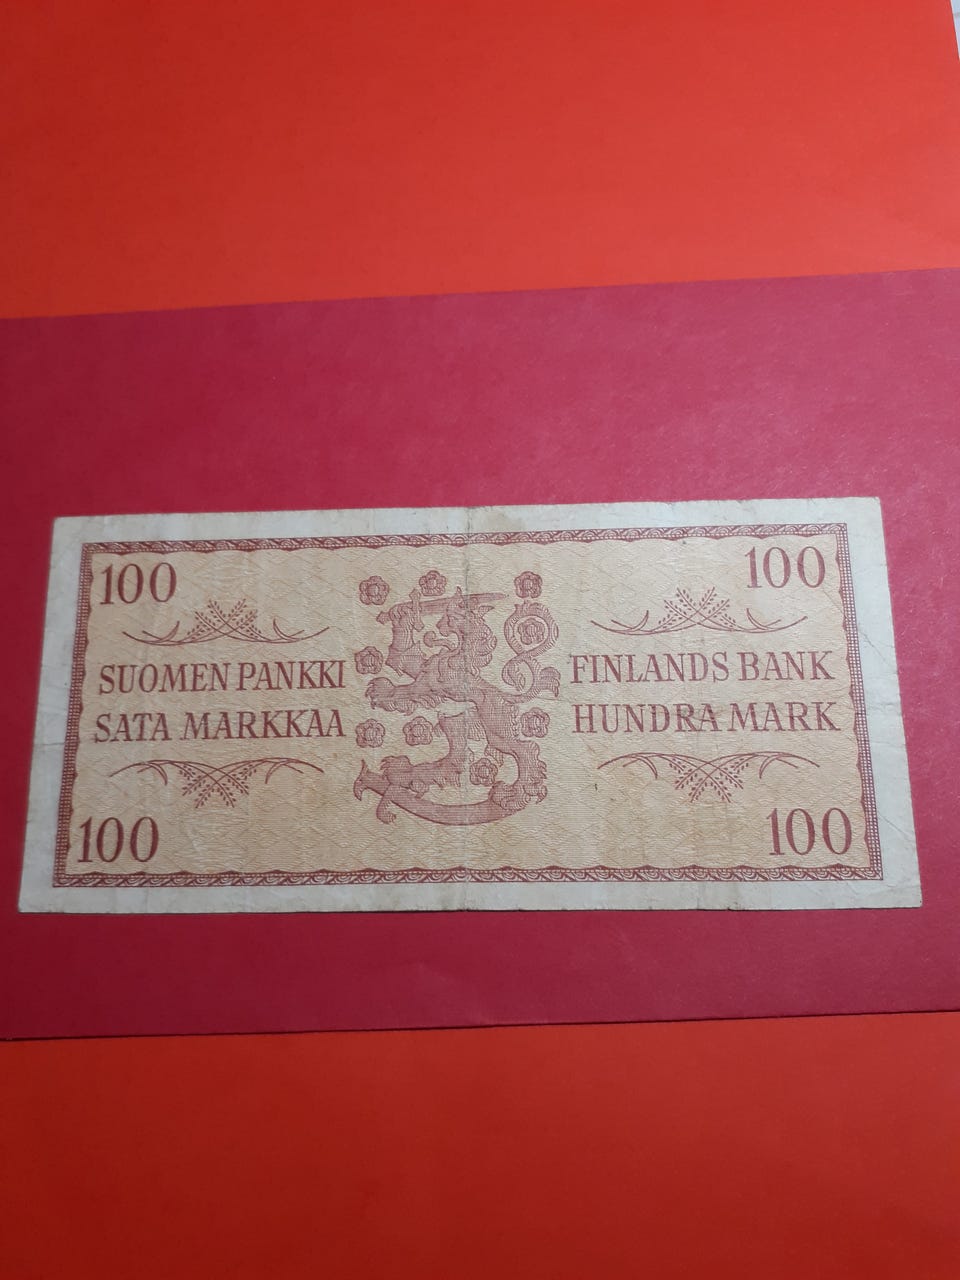 100 100
SUOMEN PANKKI FINLANDS BANK
SATA MARKKAA HUNDRA MARK
100 100